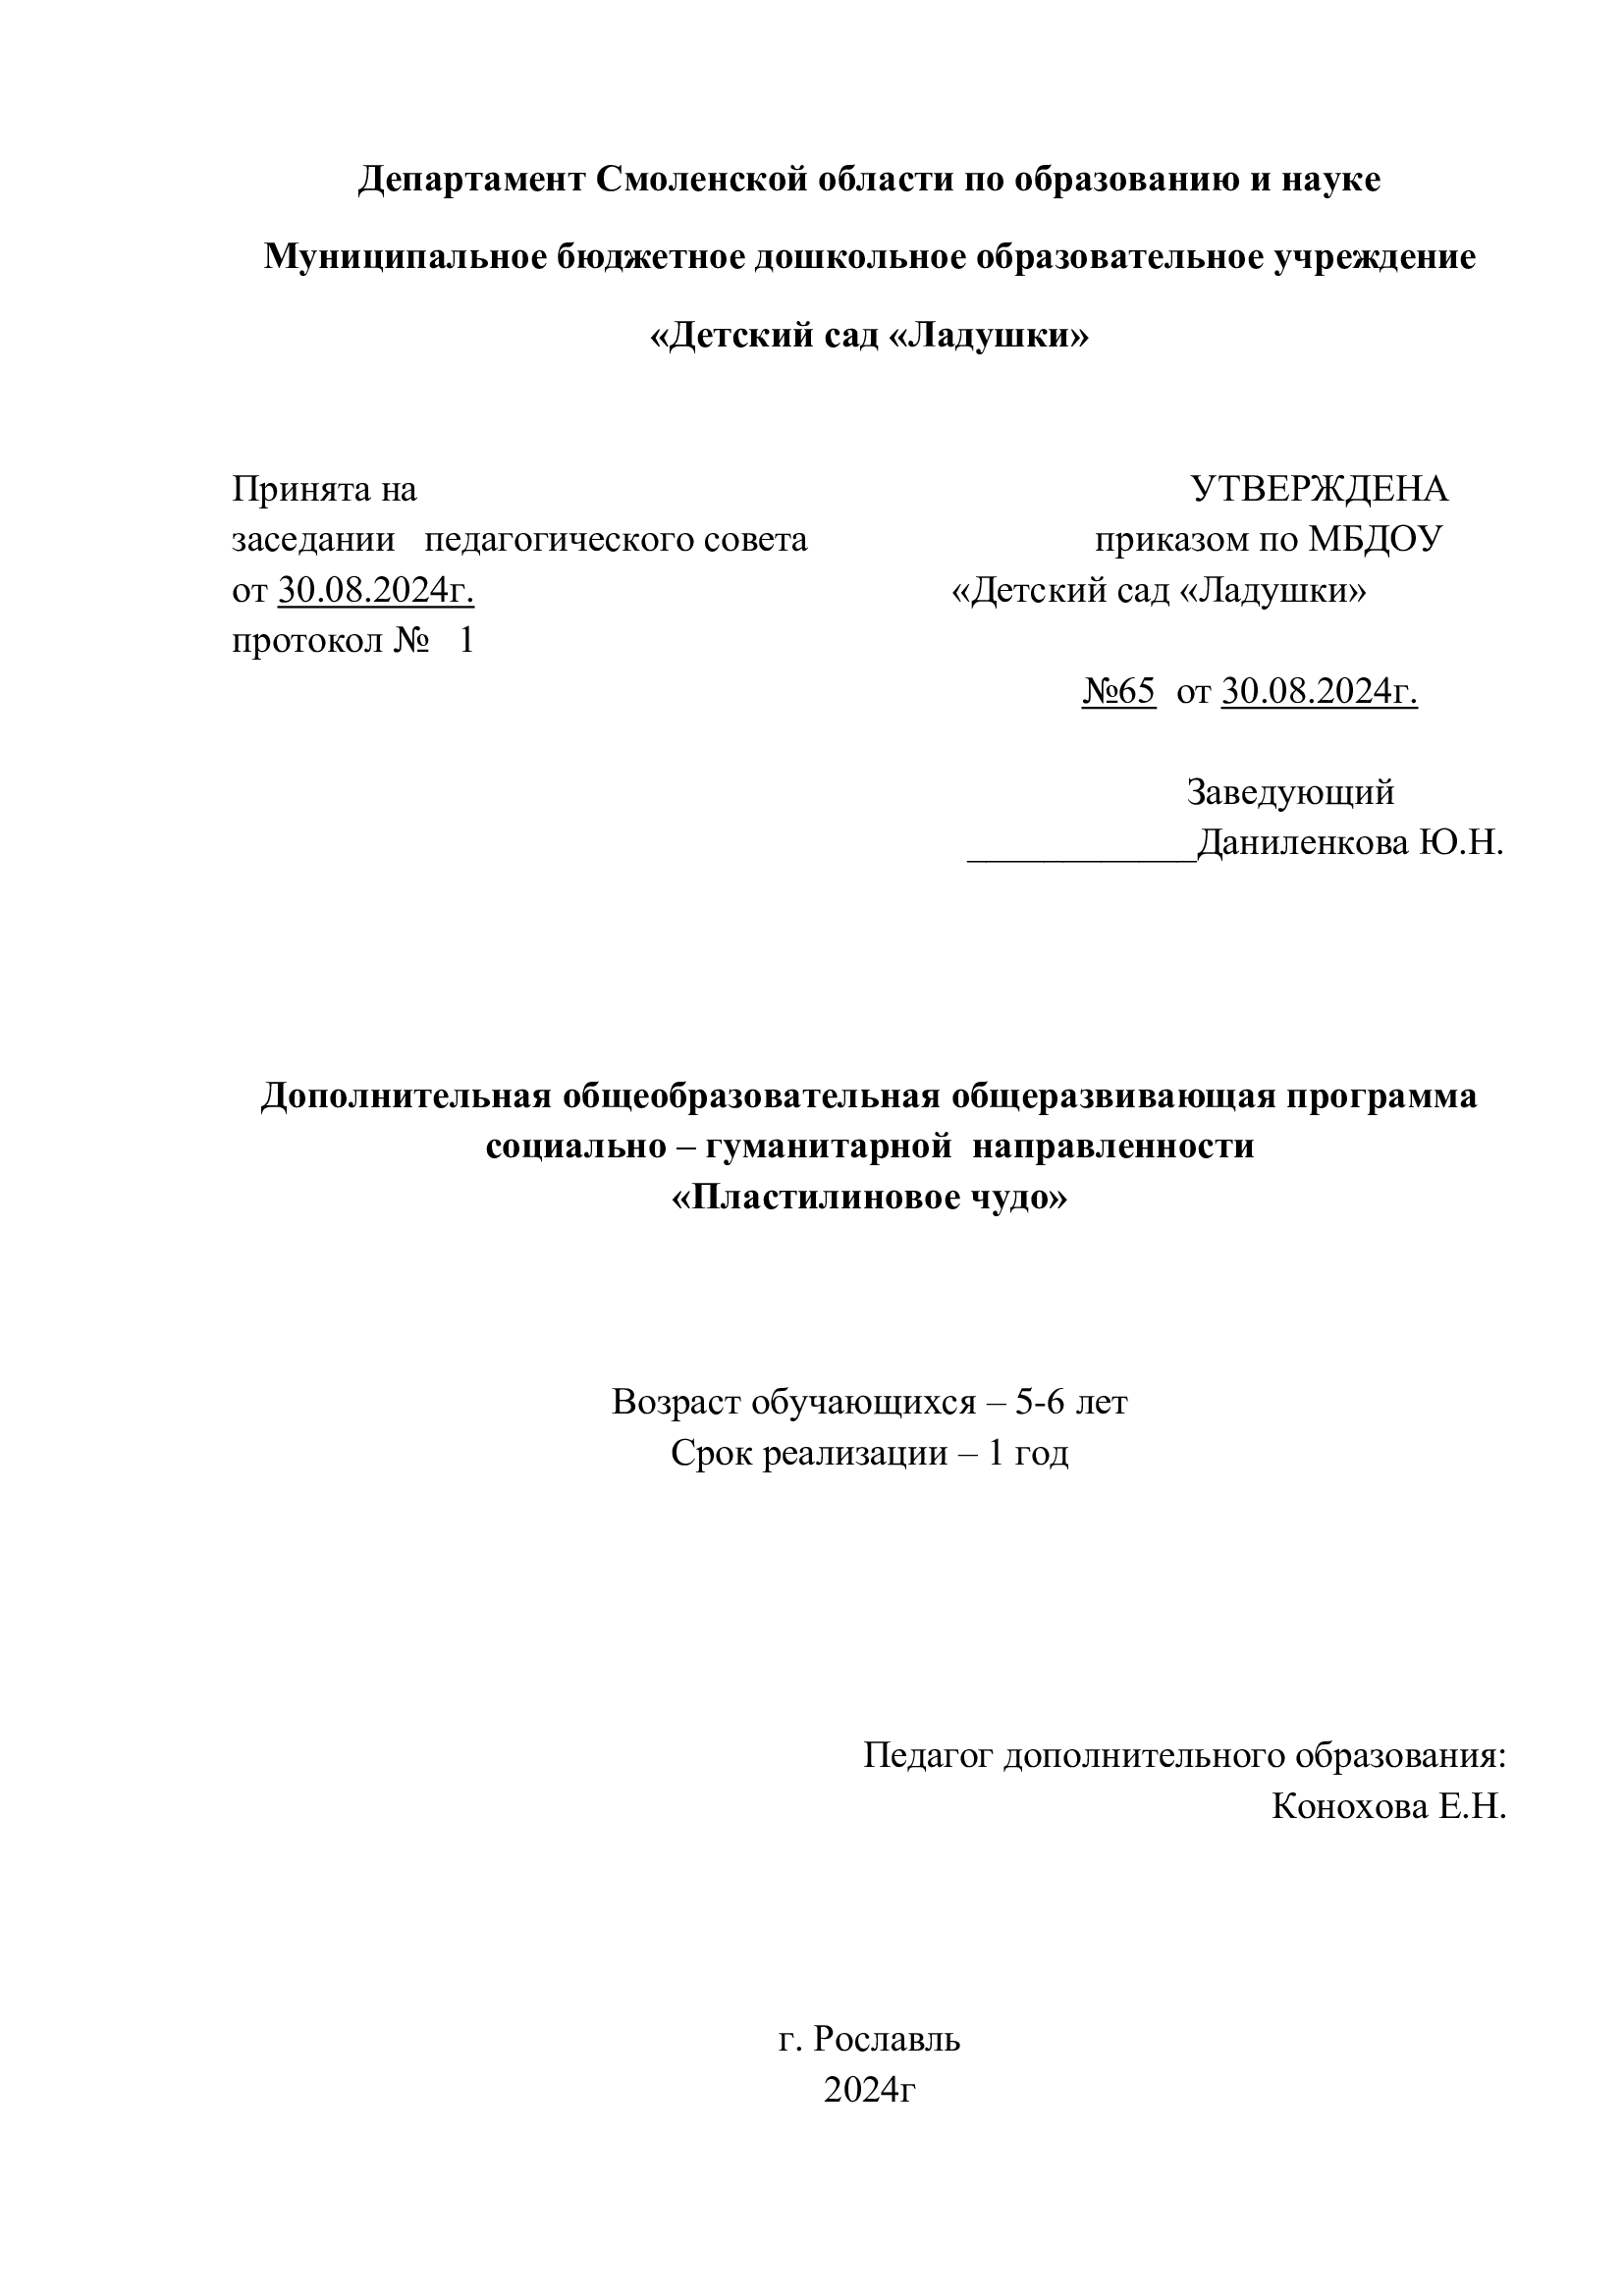 Департамент Смоленской области по образованию и науке
Муниципальное бюджетное дошкольное образовательное учреждение
«Детский сад «Ладушки»
Принята на УТВЕРЖДЕНА
заседании педагогического совета приказом по МБДОУ
от 30.08.2024г. «Детский сад «Ладушки»
протокол № 1
№65 от 30.08.2024г.
Заведующий
____________Даниленкова Ю.Н.
Дополнительная общеобразовательная общеразвивающая программа
социально – гуманитарной направленности
«Пластилиновое чудо»
Возраст обучающихся – 5-6 лет
Срок реализации – 1 год
Педагог дополнительного образования:
Конохова Е.Н.
г. Рославль
2024г